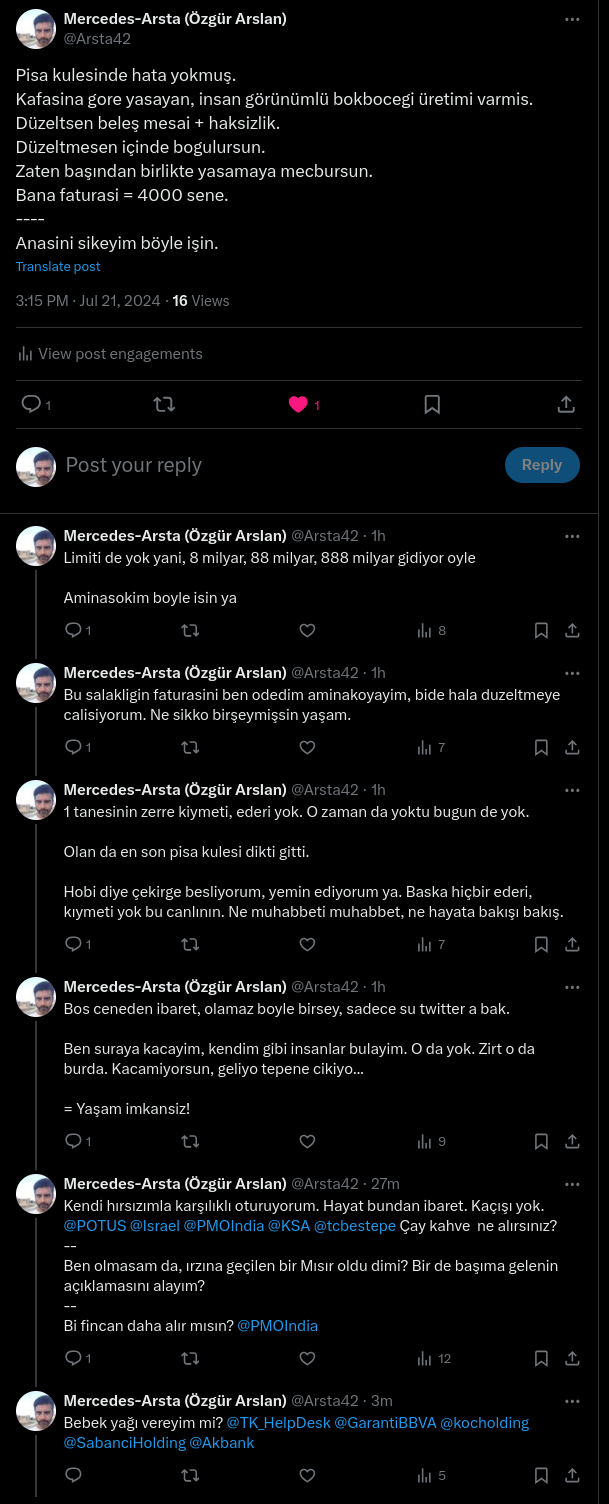 Mercedes-Arsta (Özgür Arslan)
@Arsta42
Pisa kulesinde hata yokmuş.
Kafasina gore yasayan, insan görünümlü bokbocegi üretimi varmis.
Düzeltsen beleş mesai + haksizlik.
Düzeltmesen içinde bogulursun.
Zaten başından birlikte yasamaya mecbursun.
Bana faturasi = 4000 sene.
----
Anasini sikeyim böyle işin.
Translate post
3:15 PM · Jul 21, 2024 · 16 Views
View post engagements
1 1
Post your reply Reply
Mercedes-Arsta (Özgür Arslan) @Arsta42 · 1h
Limiti de yok yani, 8 milyar, 88 milyar, 888 milyar gidiyor oyle
Aminasokim boyle isin ya
1 8
Mercedes-Arsta (Özgür Arslan) @Arsta42 · 1h
Bu salakligin faturasini ben odedim aminakoyayim, bide hala duzeltmeye
calisiyorum. Ne sikko birşeymişsin yaşam.
1 7
Mercedes-Arsta (Özgür Arslan) @Arsta42 · 1h
1 tanesinin zerre kiymeti, ederi yok. O zaman da yoktu bugun de yok.
Olan da en son pisa kulesi dikti gitti.
Hobi diye çekirge besliyorum, yemin ediyorum ya. Baska hiçbir ederi,
kıymeti yok bu canlının. Ne muhabbeti muhabbet, ne hayata bakışı bakış.
1 7
Mercedes-Arsta (Özgür Arslan) @Arsta42 · 1h
Bos ceneden ibaret, olamaz boyle birsey, sadece su twitter a bak.
Ben suraya kacayim, kendim gibi insanlar bulayim. O da yok. Zirt o da
burda. Kacamiyorsun, geliyo tepene cikiyo...
= Yaşam imkansiz!
1 9
Mercedes-Arsta (Özgür Arslan) @Arsta42 · 27m
Kendi hırsızımla karşılıklı oturuyorum. Hayat bundan ibaret. Kaçışı yok.
@POTUS @Israel @PMOIndia @KSA @tcbestepe Çay kahve  ne alırsınız?
--
Ben olmasam da, ırzına geçilen bir Mısır oldu dimi? Bir de başıma gelenin
açıklamasını alayım?
--
Bi fincan daha alır mısın? @PMOIndia
1 12
Mercedes-Arsta (Özgür Arslan) @Arsta42 · 3m
Bebek yağı vereyim mi? @TK_HelpDesk @GarantiBBVA @kocholding
@SabanciHolding @Akbank
5